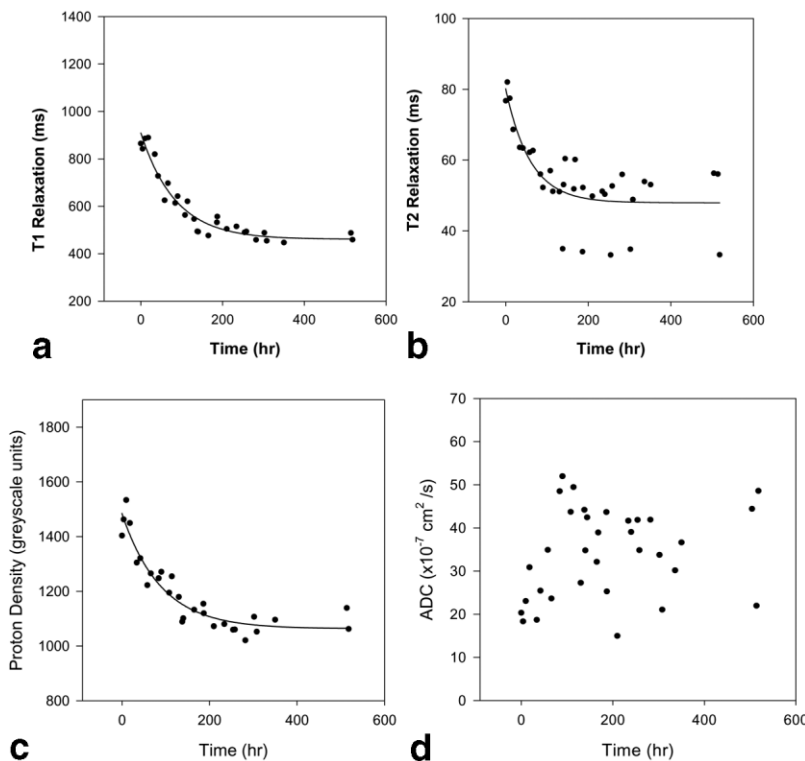 1400
1200
1000
800
600
400
200
T1 Relaxation (ms)
0 200 400 600
Time (hr)
a
100
80
60
40
20
T2 Relaxation (ms)
0 200 400 600
Time (hr)
b
1800
1600
1400
1200
1000
800
Proton Density (greyscale units)
0 200 400 600
Time (hr)
c
70
60
50
40
30
20
10
0
ADC (x10⁻⁷ cm² /s)
0 200 400 600
Time (hr)
d